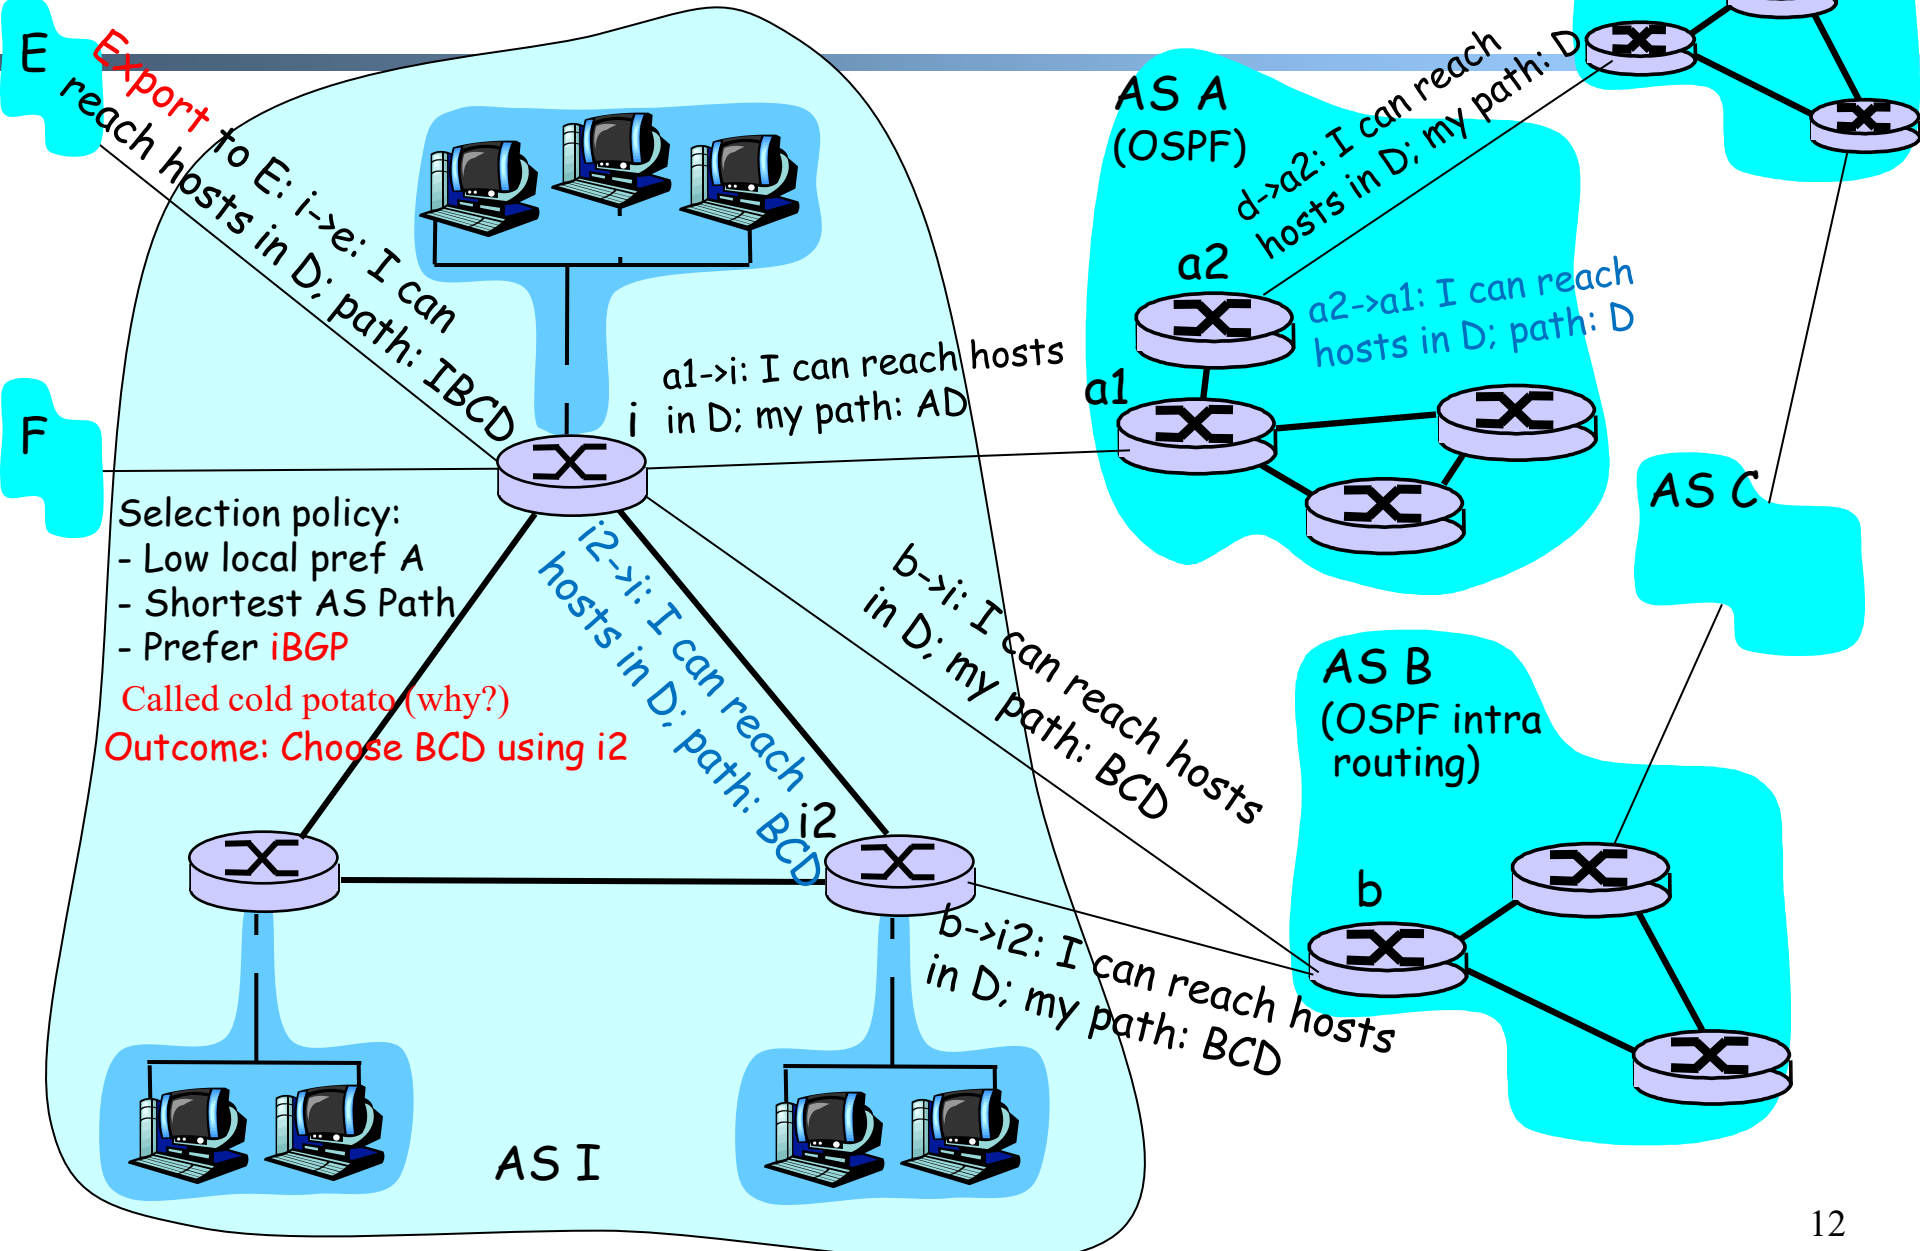 E
Export to E: i->e: I can
reach hosts in D; path: IBCD
F
i
a1->i: I can reach hosts
in D; my path: AD
AS A
(OSPF)
d->a2: I can reach
hosts in D; my path: D
a2
a2->a1: I can reach
hosts in D; path: D
a1
AS C
Selection policy:
- Low local pref A
- Shortest AS Path
- Prefer iBGP
Called cold potato (why?)
Outcome: Choose BCD using i2
i2->i: I can reach
hosts in D; path: BCD
b->i: I can reach hosts
in D; my path: BCD
AS B
(OSPF intra
routing)
i2
b
b->i2: I can reach hosts
in D; my path: BCD
AS I
12